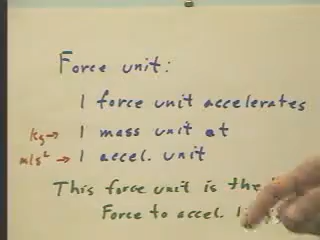 Force unit:
1 force unit accelerates
kg → 1 mass unit at
m/s² → 1 accel. unit
This force unit is the
Force to accel. 1